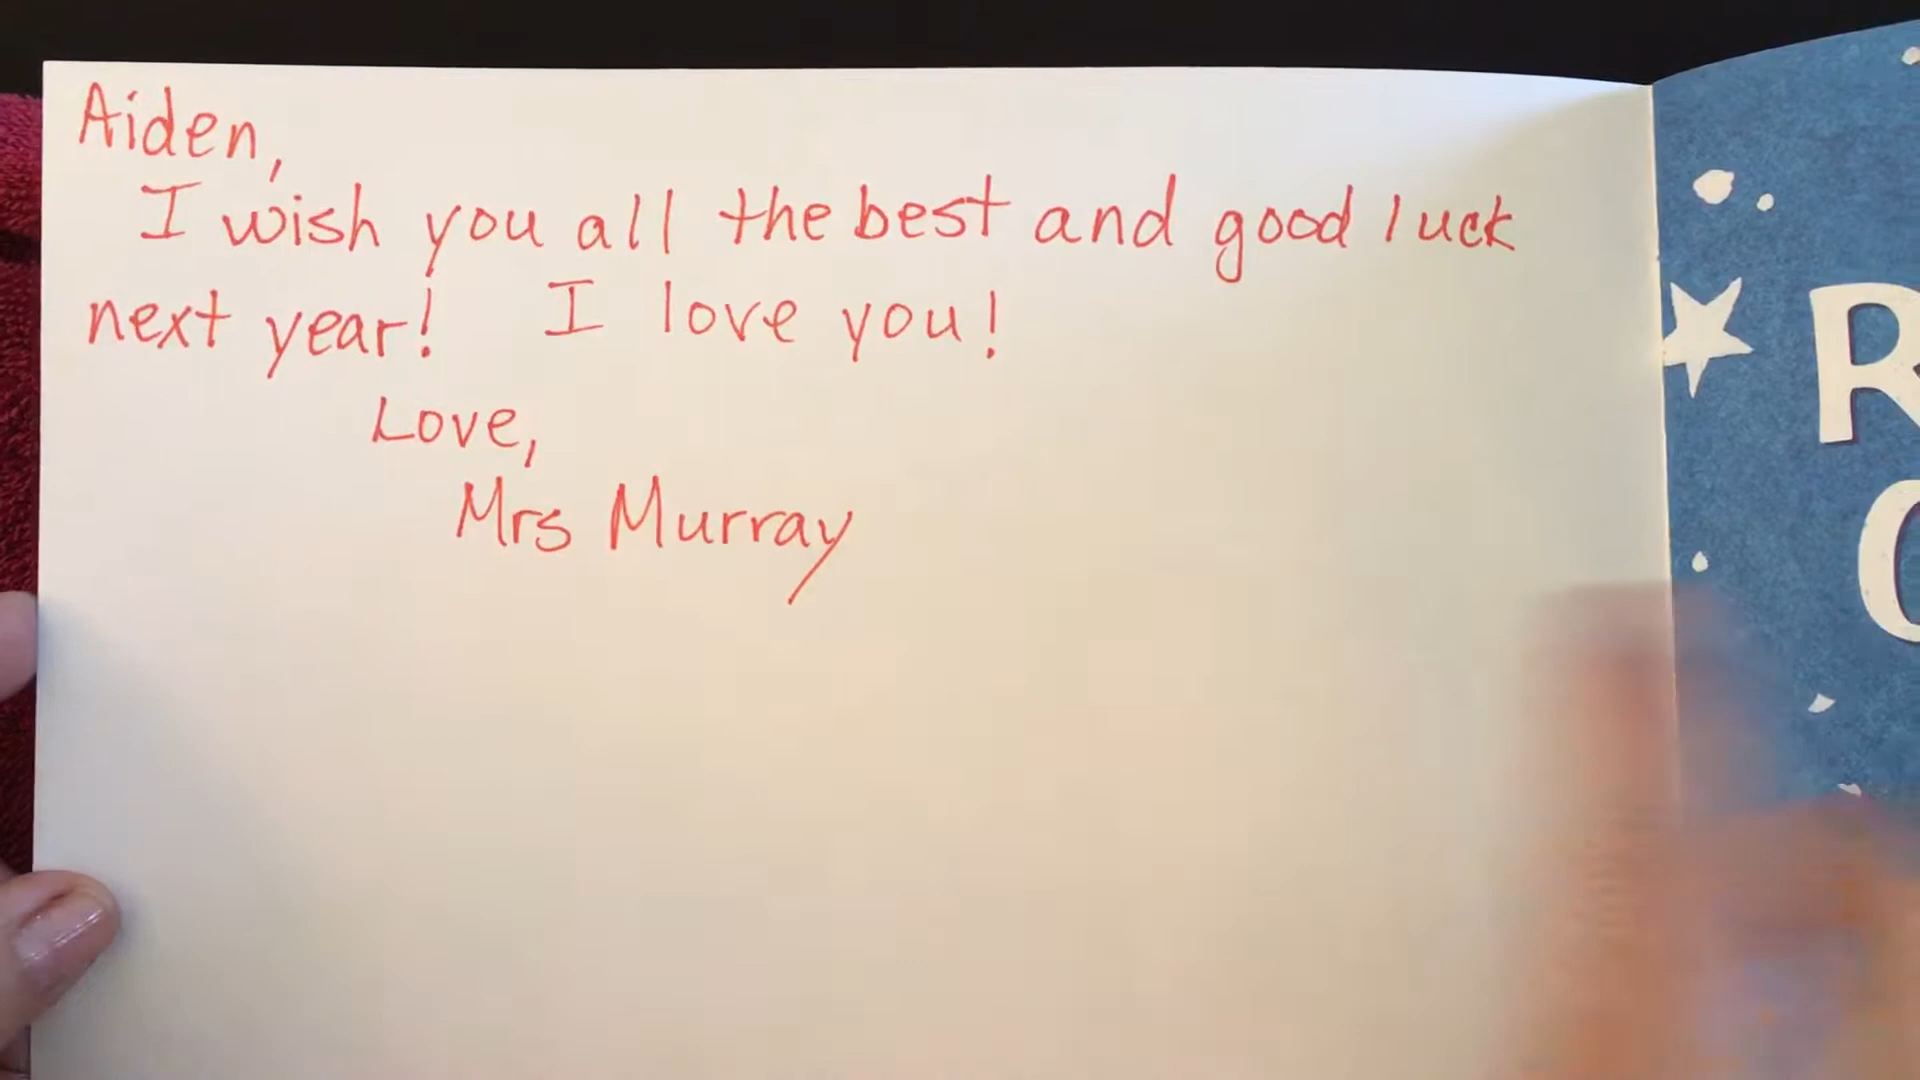 Aiden,
I wish you all the best and good luck
next year! I love you!
Love,
Mrs Murray
R